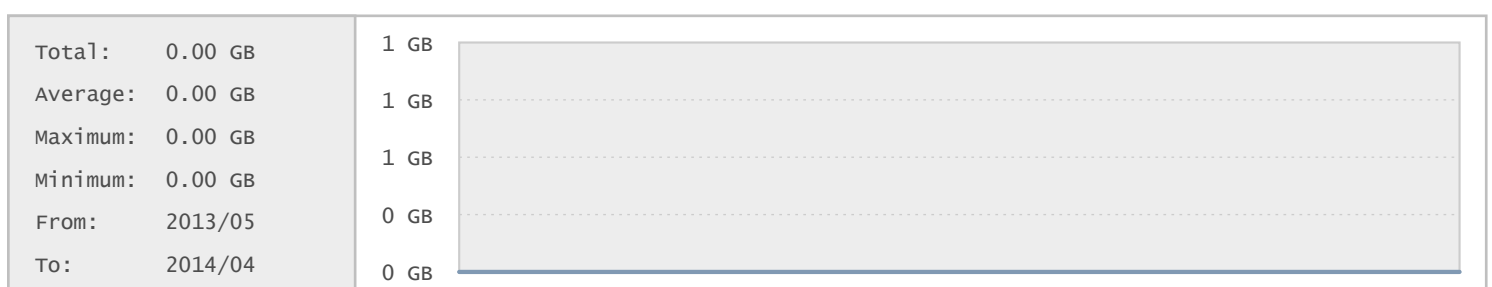 Total: 0.00 GB
Average: 0.00 GB
Maximum: 0.00 GB
Minimum: 0.00 GB
From: 2013/05
To: 2014/04
1 GB
1 GB
1 GB
0 GB
0 GB